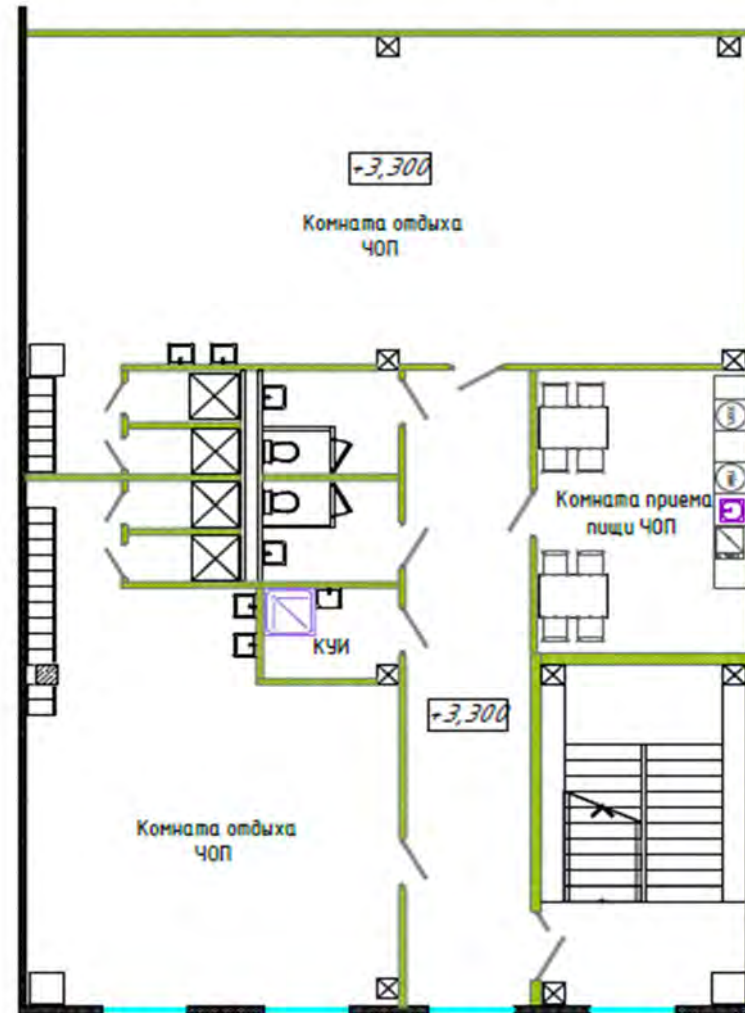 +3,300
Комната отдыха
ЧОП
Комната приема
пищи ЧОП
КУИ
+3,300
Комната отдыха
ЧОП